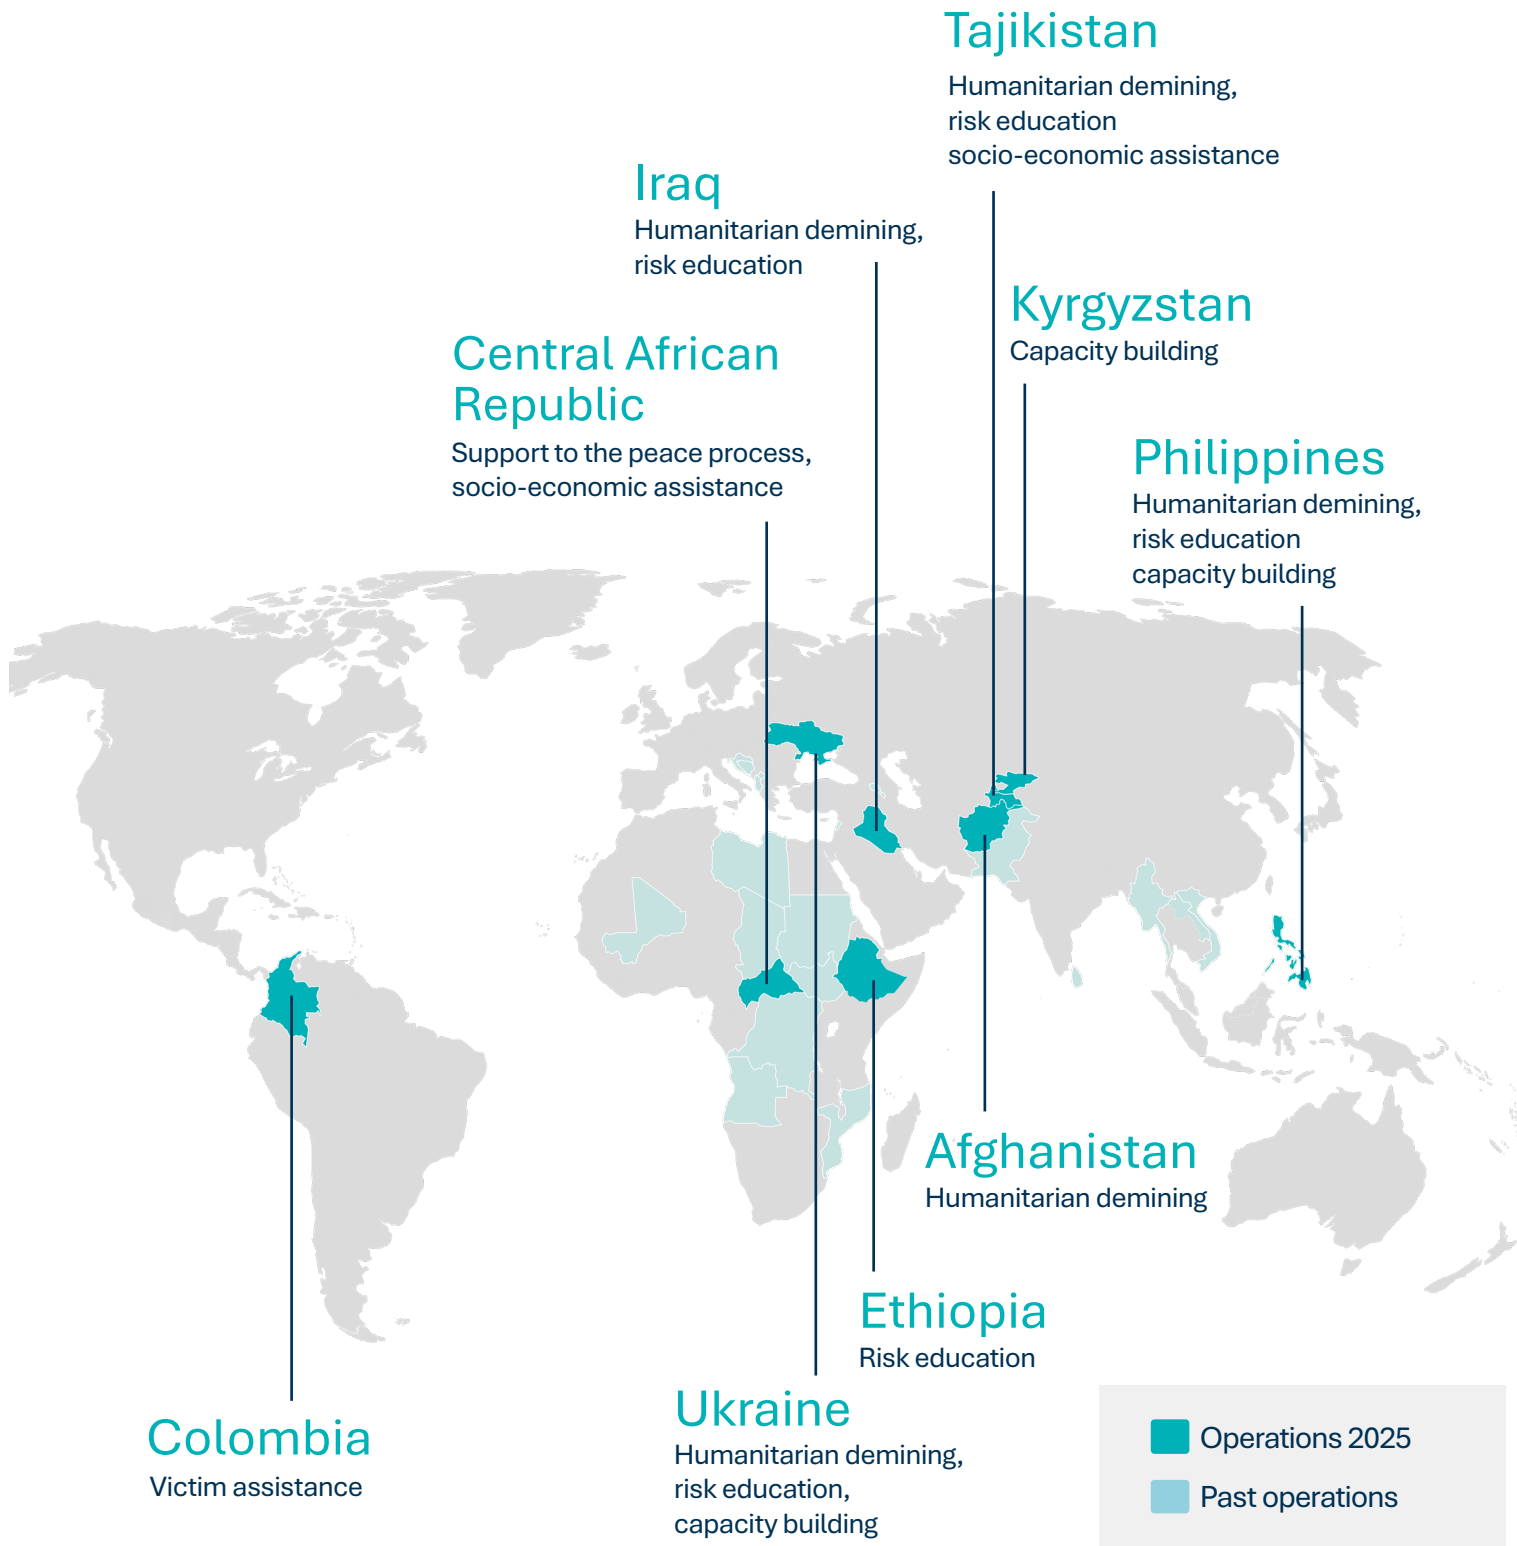 Tajikistan
Humanitarian demining,
risk education
socio-economic assistance
Iraq
Humanitarian demining,
risk education
Kyrgyzstan
Capacity building
Central African
Republic
Support to the peace process,
socio-economic assistance
Philippines
Humanitarian demining,
risk education
capacity building
Afghanistan
Humanitarian demining
Ethiopia
Risk education
Ukraine
Humanitarian demining,
risk education,
capacity building
Colombia
Victim assistance
Operations 2025
Past operations